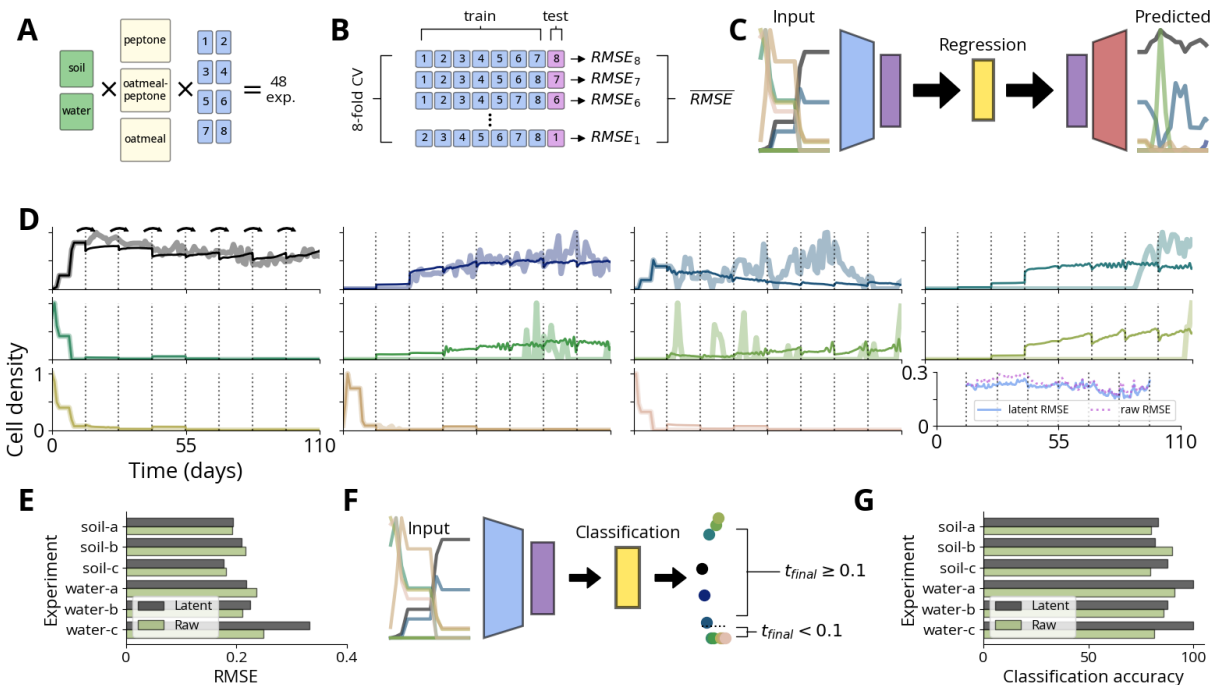 A
soil
water
×
peptone
oatmeal-
peptone
oatmeal
×
1 2
3 4
5 6
7 8
= 48
exp.
B
train test
8-fold CV
1 2 3 4 5 6 7 8 RMSE8
1 2 3 4 5 6 8 7 RMSE7
1 2 3 4 5 7 8 6 RMSE6
⋮
2 3 4 5 6 7 8 1 RMSE1
RMSE
C
Input
Regression
Predicted
D
Cell density
1
0
0 55 110
Time (days)
0.3
0
latent RMSE raw RMSE
0 55 110
E
Experiment
soil-a
soil-b
soil-c
water-a
water-b
water-c
Latent
Raw
0 0.2 0.4
RMSE
F
Input
Classification
tfinal ≥ 0.1
tfinal < 0.1
G
Experiment
soil-a
soil-b
soil-c
water-a
water-b
water-c
Latent
Raw
0 50 100
Classification accuracy